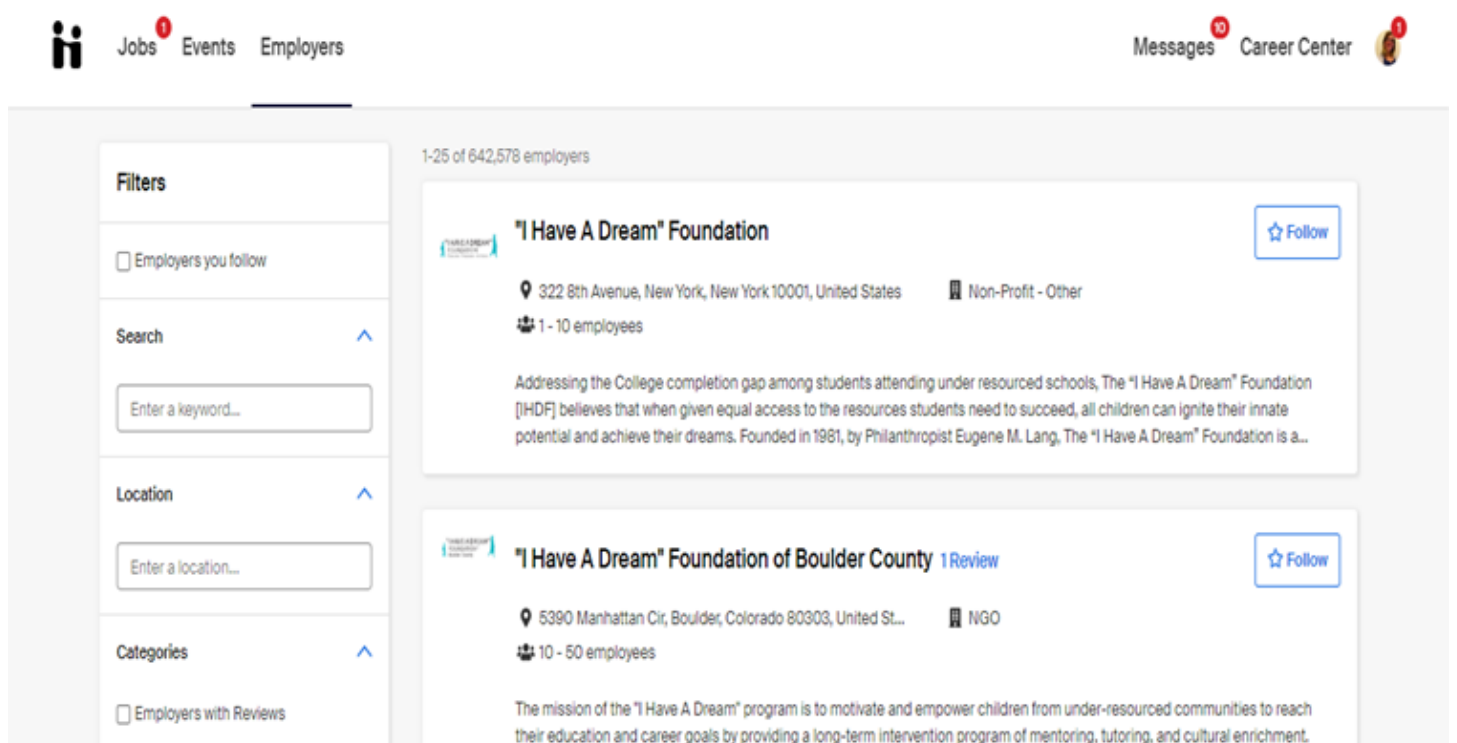 Jobs 1 Events Employers Messages 10 Career Center 1
Filters
Employers you follow
Search
Enter a keyword...
Location
Enter a location...
Categories
Employers with Reviews
1-25 of 642,578 employers
"I Have A Dream" Foundation
Follow
322 8th Avenue, New York, New York 10001, United States Non-Profit - Other
1 - 10 employees
Addressing the College completion gap among students attending under resourced schools, The “I Have A Dream” Foundation
[IHDF] believes that when given equal access to the resources students need to succeed, all children can ignite their innate
potential and achieve their dreams. Founded in 1981, by Philanthropist Eugene M. Lang, The “I Have A Dream” Foundation is a...
"I Have A Dream" Foundation of Boulder County 1 Review
Follow
5390 Manhattan Cir, Boulder, Colorado 80303, United St... NGO
10 - 50 employees
The mission of the "I Have A Dream" program is to motivate and empower children from under-resourced communities to reach
their education and career goals by providing a long-term intervention program of mentoring, tutoring, and cultural enrichment.